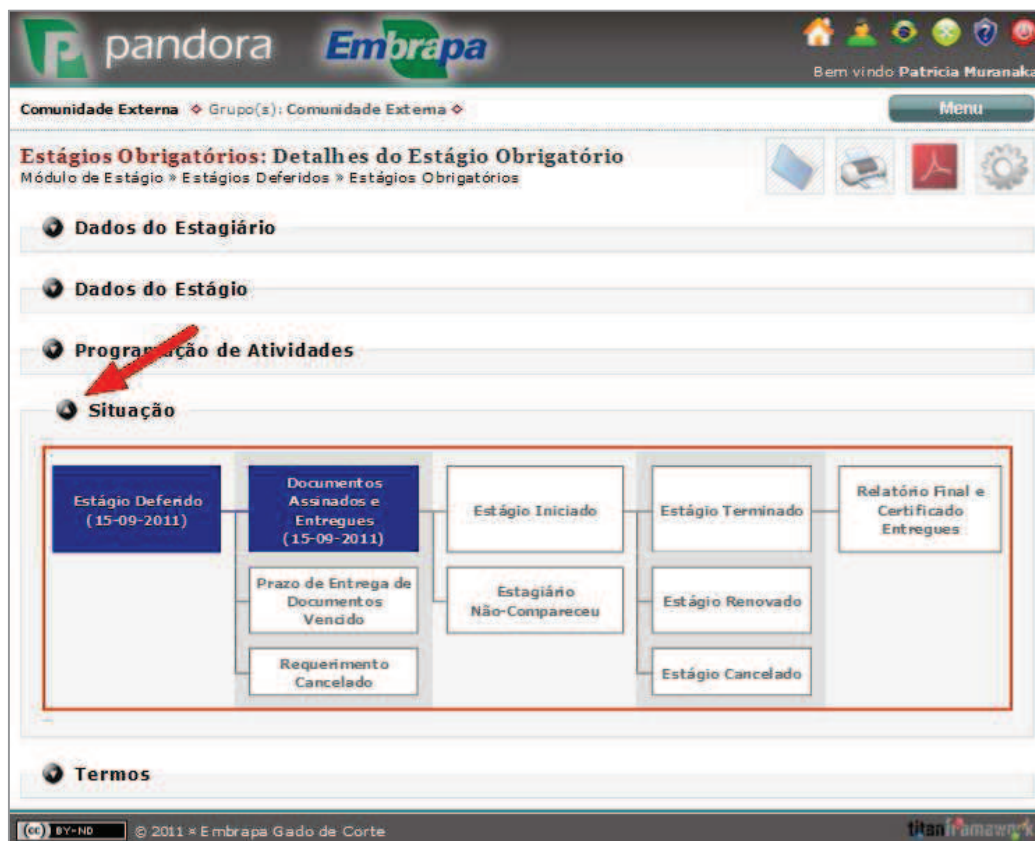 pandora Embrapa
Bem vindo Patricia Muranaka
Comunidade Externa Grupo(s): Comunidade Externa
Menu
Estágios Obrigatórios: Detalhes do Estágio Obrigatório
Módulo de Estágio » Estágios Deferidos » Estágios Obrigatórios
Dados do Estagiário
Dados do Estágio
Programação de Atividades
Situação
Estágio Deferido
(15-09-2011)
Documentos
Assinados e
Entregues
(15-09-2011)
Estágio Iniciado
Estágio Terminado
Relatório Final e
Certificado
Entregues
Prazo de Entrega de
Documentos
Vencido
Estagiário
Não-Compareceu
Estágio Renovado
Requerimento
Cancelado
Estágio Cancelado
Termos
(cc) BY-ND © 2011 × Embrapa Gado de Corte
titanframework